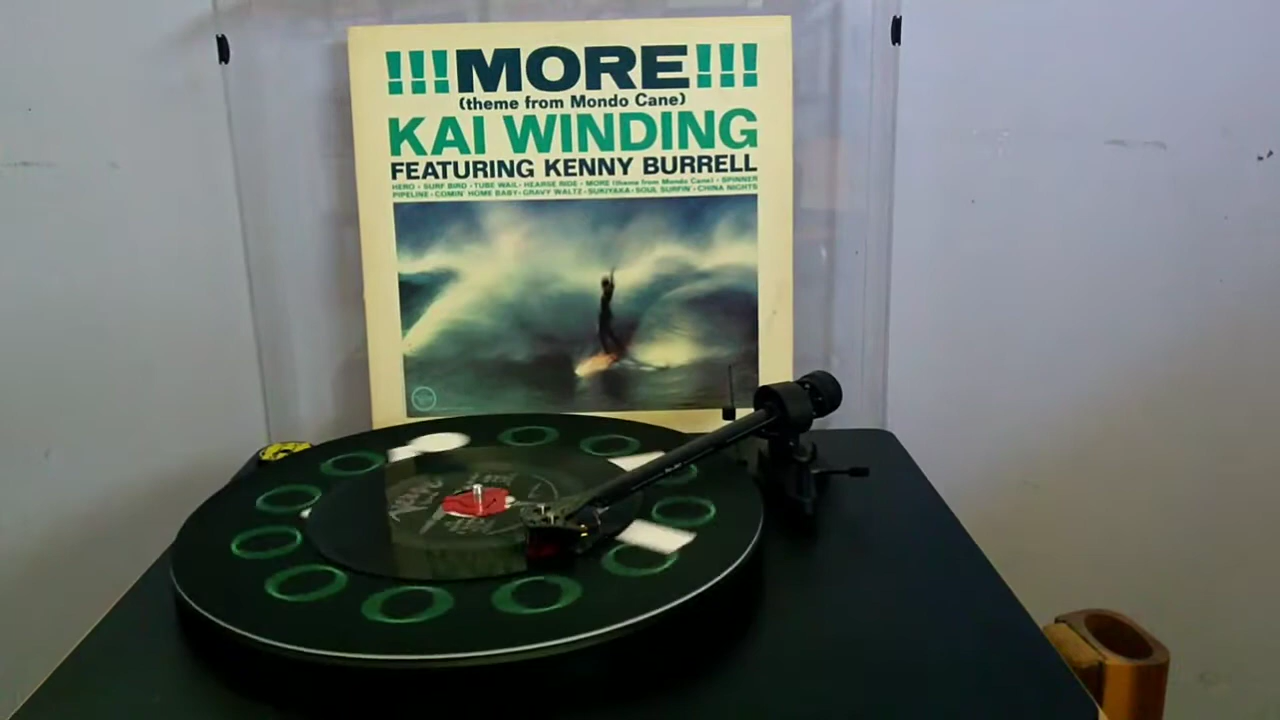 !!!MORE!!!
(theme from Mondo Cane)
KAI WINDING
FEATURING KENNY BURRELL
HERO • SURF BIRD • TUBE WAIL • HEARSE RIDE • MORE (theme from Mondo Cane) • SPINNER
PIPELINE • COMIN' HOME BABY • GRAVY WALTZ • SUKIYAKA • SOUL SURFIN' • CHINA NIGHTS